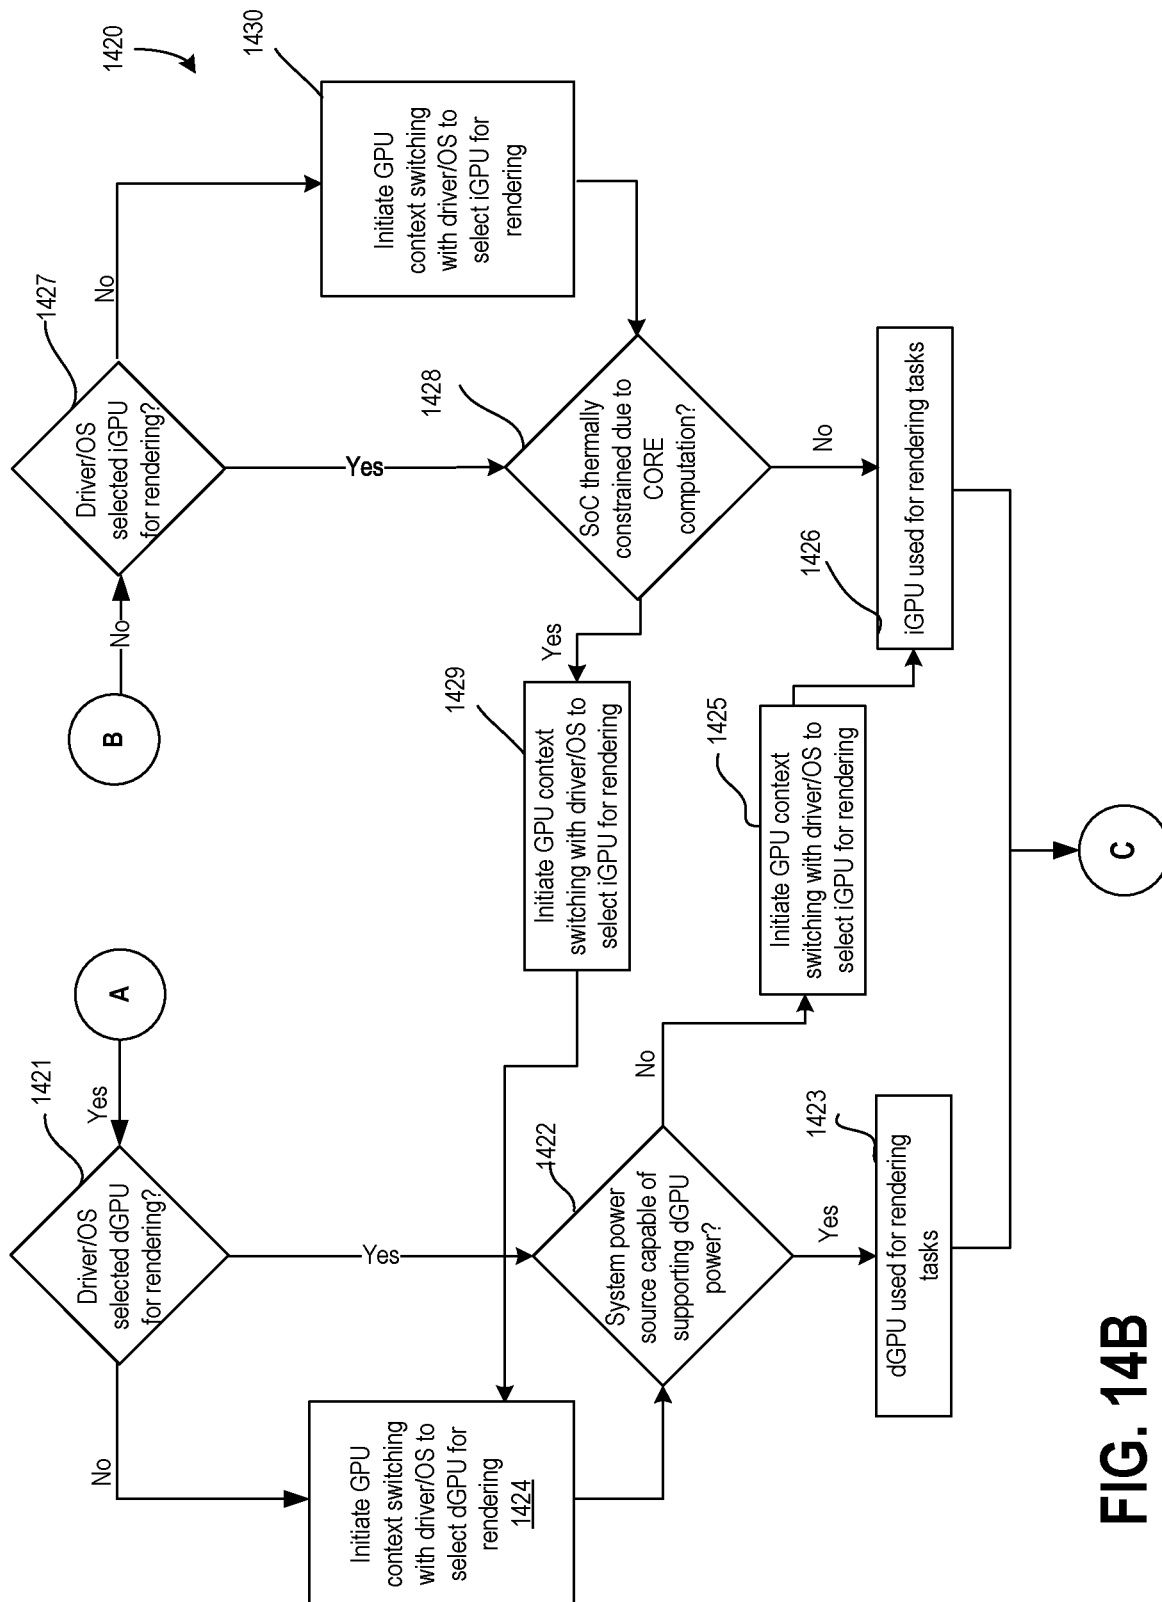 1420
A
Yes
1421
Driver/OS
selected dGPU
for rendering?
No
Yes
Initiate GPU
context switching
with driver/OS to
select dGPU for
rendering
1424
1422
System power
source capable of
supporting dGPU
power?
No
Yes
1423
dGPU used for rendering
tasks
B
No
1427
Driver/OS
selected iGPU
for rendering?
No
Yes
1430
Initiate GPU
context switching
with driver/OS to
select iGPU for
rendering
1428
SoC thermally
constrained due to
CORE
computation?
Yes
No
1429
Initiate GPU context
switching with driver/OS to
select iGPU for rendering
1425
Initiate GPU context
switching with driver/OS to
select iGPU for rendering
1426
iGPU used for rendering tasks
C
FIG. 14B